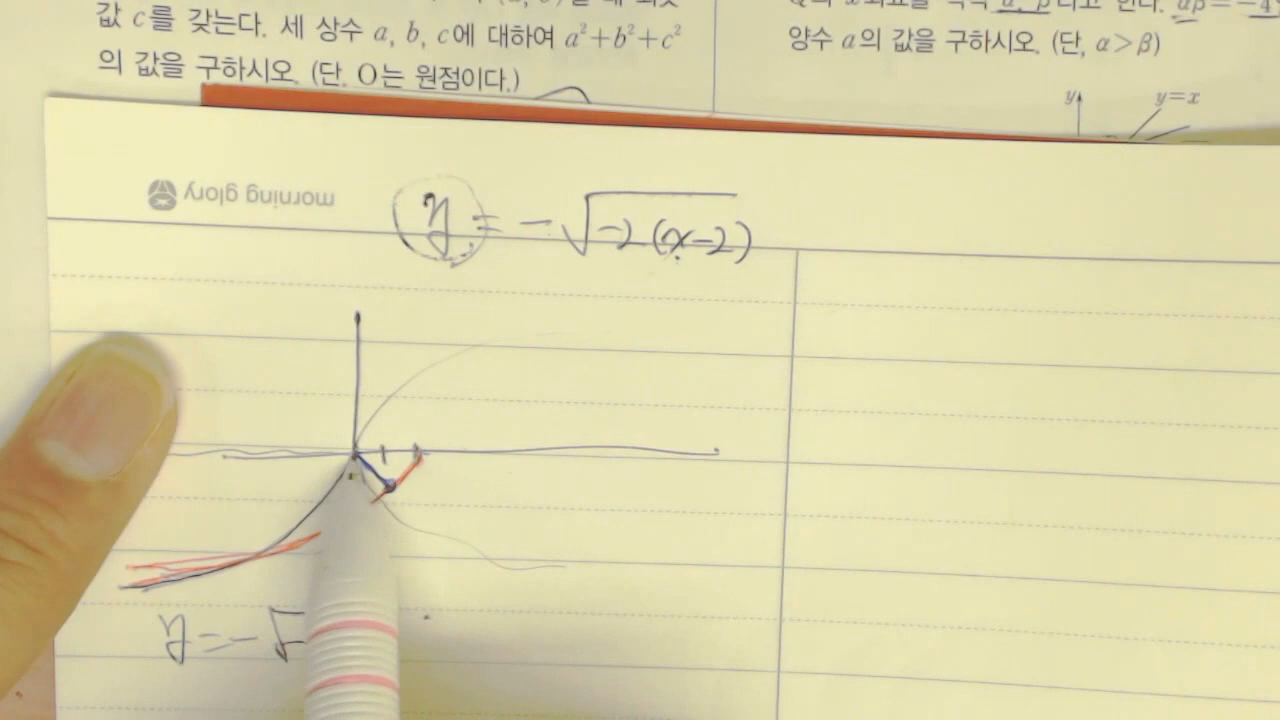 값 c를 갖는다. 세 상수 a, b, c에 대하여 a²+b²+c²
의 값을 구하시오. (단, O는 원점이다.)
양수 a의 값을 구하시오. (단, α>β)
y
y=x
morning glory
y = -√-2(x-2)
y = -√